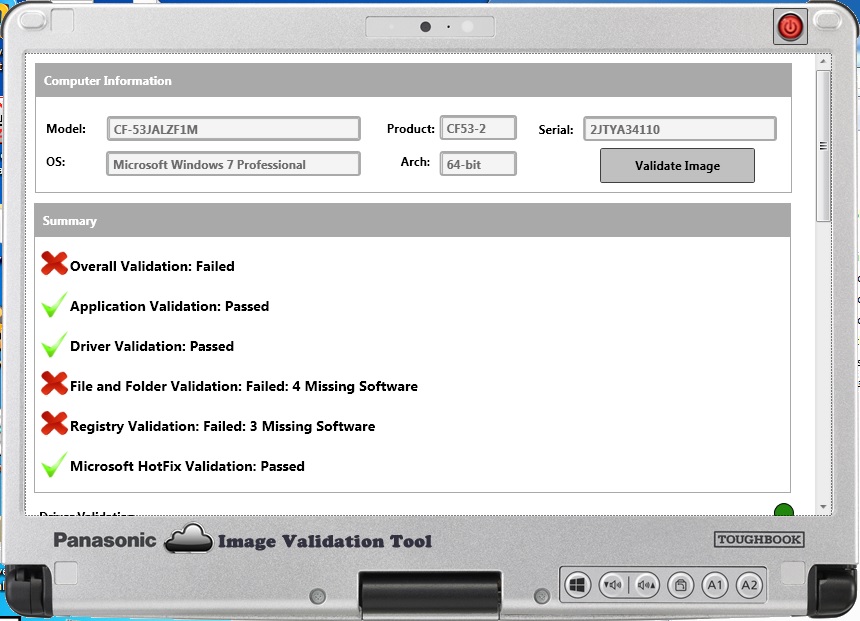 Computer Information
Model: CF-53JALZF1M Product: CF53-2 Serial: 2JTYA34110
OS: Microsoft Windows 7 Professional Arch: 64-bit Validate Image
Summary
Overall Validation: Failed
Application Validation: Passed
Driver Validation: Passed
File and Folder Validation: Failed: 4 Missing Software
Registry Validation: Failed: 3 Missing Software
Microsoft HotFix Validation: Passed
Driver Validation
Panasonic Image Validation Tool TOUGHBOOK
A1 A2